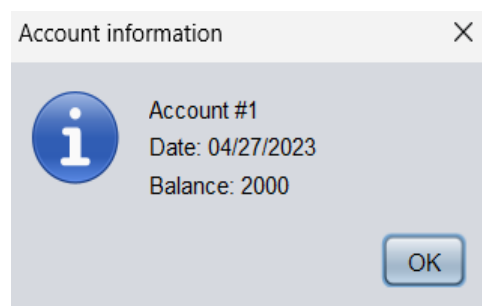 Account information
Account #1
Date: 04/27/2023
Balance: 2000
OK